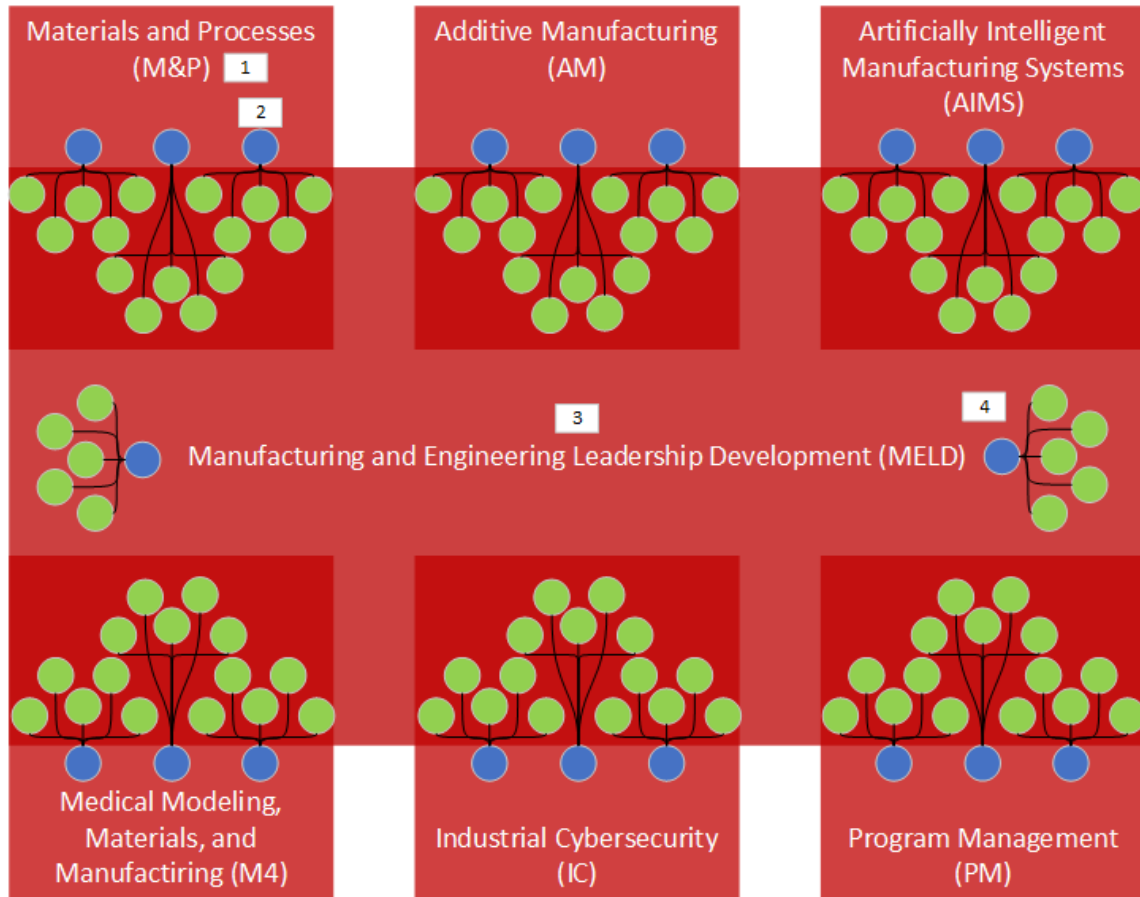 Materials and Processes
(M&P) 1
2
Additive Manufacturing
(AM)
Artificially Intelligent
Manufacturing Systems
(AIMS)
3
4
Manufacturing and Engineering Leadership Development (MELD)
Medical Modeling,
Materials, and
Manufactiring (M4)
Industrial Cybersecurity
(IC)
Program Management
(PM)